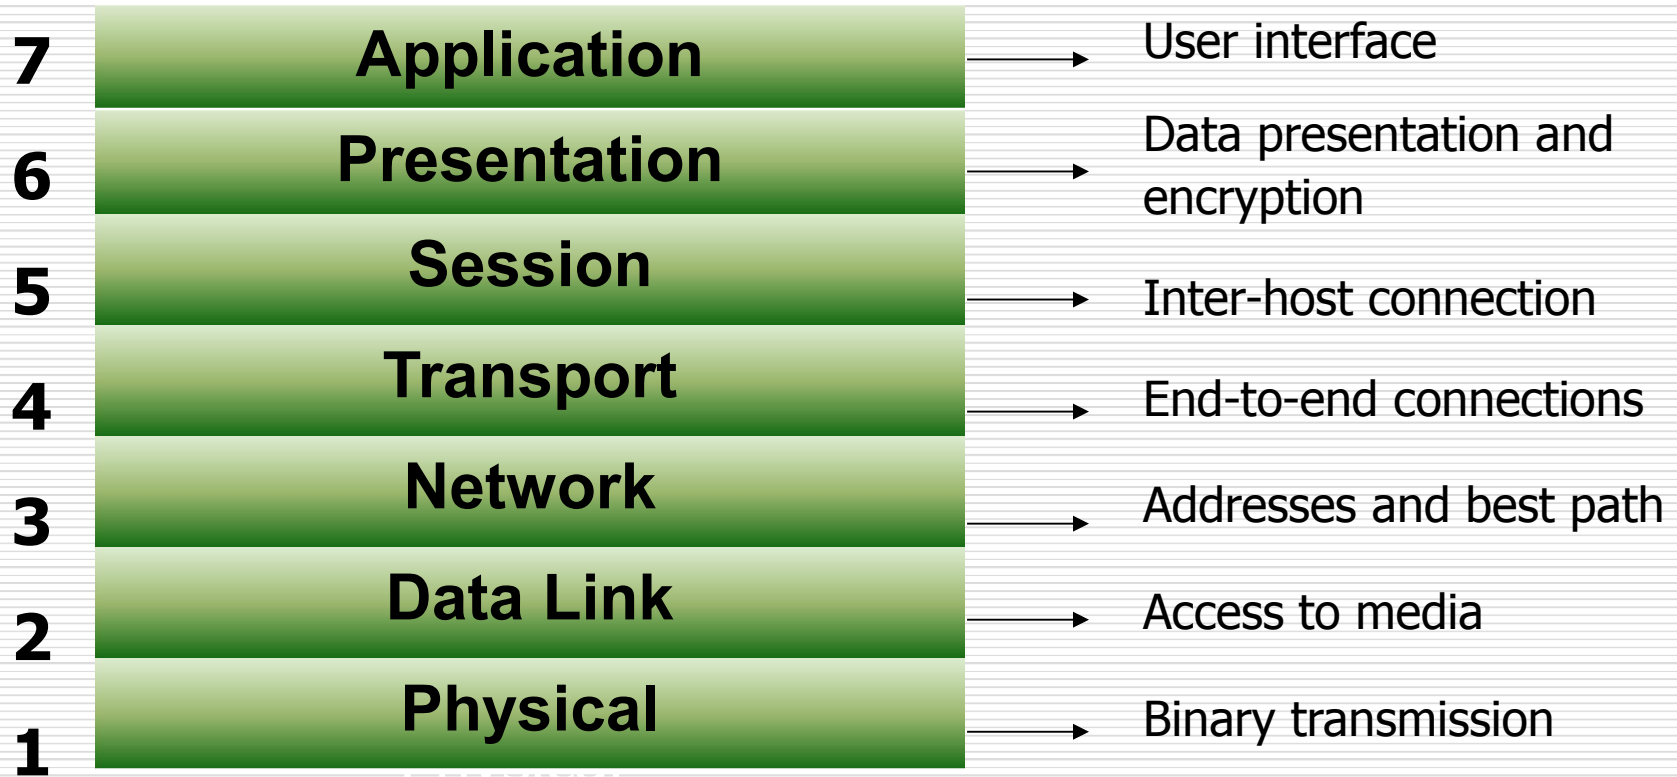 7 Application User interface
6 Presentation Data presentation and
encryption
5 Session Inter-host connection
4 Transport End-to-end connections
3 Network Addresses and best path
2 Data Link Access to media
1 Physical Binary transmission